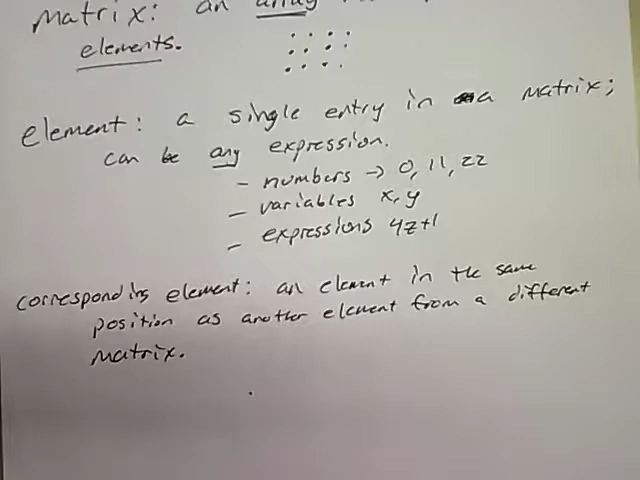 Matrix: an array
elements.
element: a single entry in a matrix;
can be any expression.
- numbers → 0, 11, 22
- variables x, y
- expressions 4z+1
corresponding element: an element in the same
position as another element from a different
matrix.